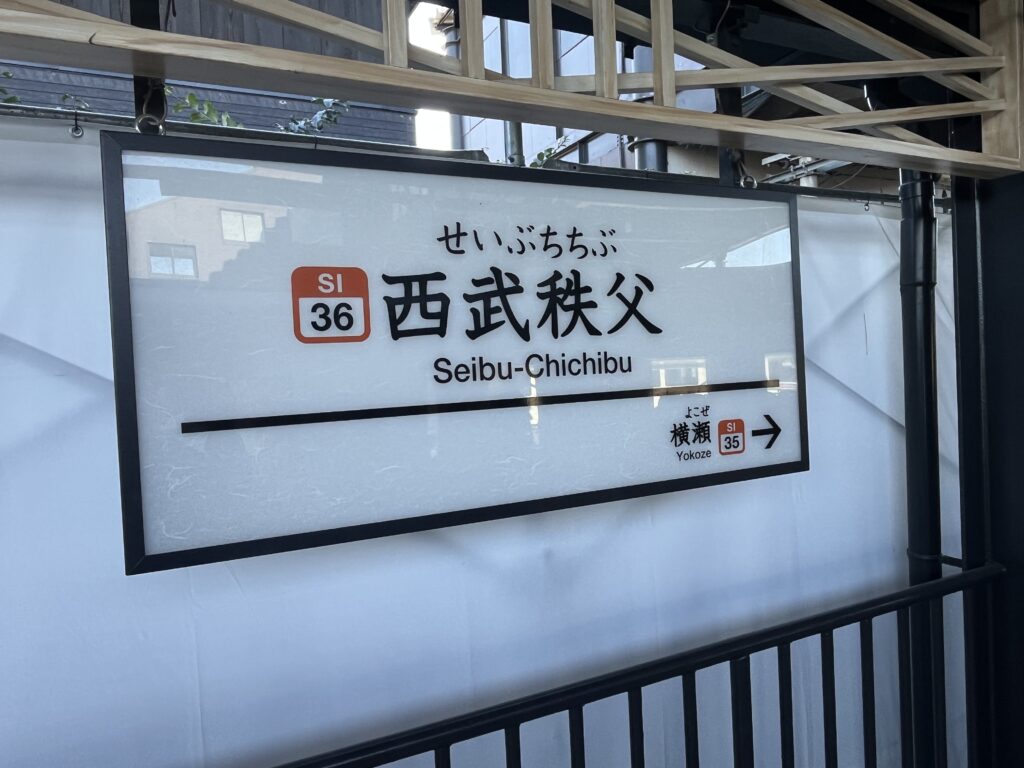 せいぶちちぶ
SI
36
西武秩父
Seibu-Chichibu
よこぜ
横瀬
Yokoze
SI
35
→